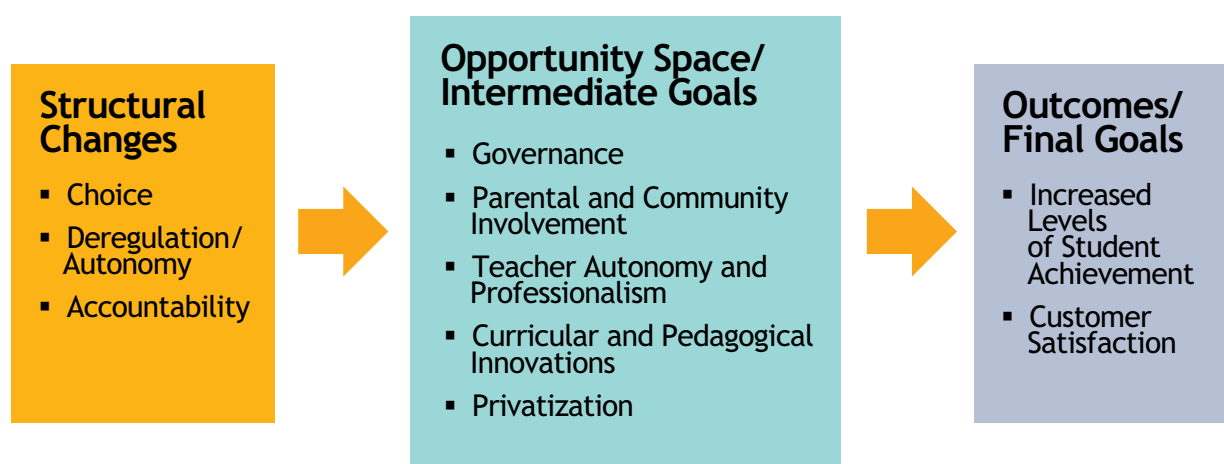 Structural
Changes
▪ Choice
▪ Deregulation/
Autonomy
▪ Accountability
Opportunity Space/
Intermediate Goals
▪ Governance
▪ Parental and Community
Involvement
▪ Teacher Autonomy and
Professionalism
▪ Curricular and Pedagogical
Innovations
▪ Privatization
Outcomes/
Final Goals
▪ Increased
Levels
of Student
Achievement
▪ Customer
Satisfaction